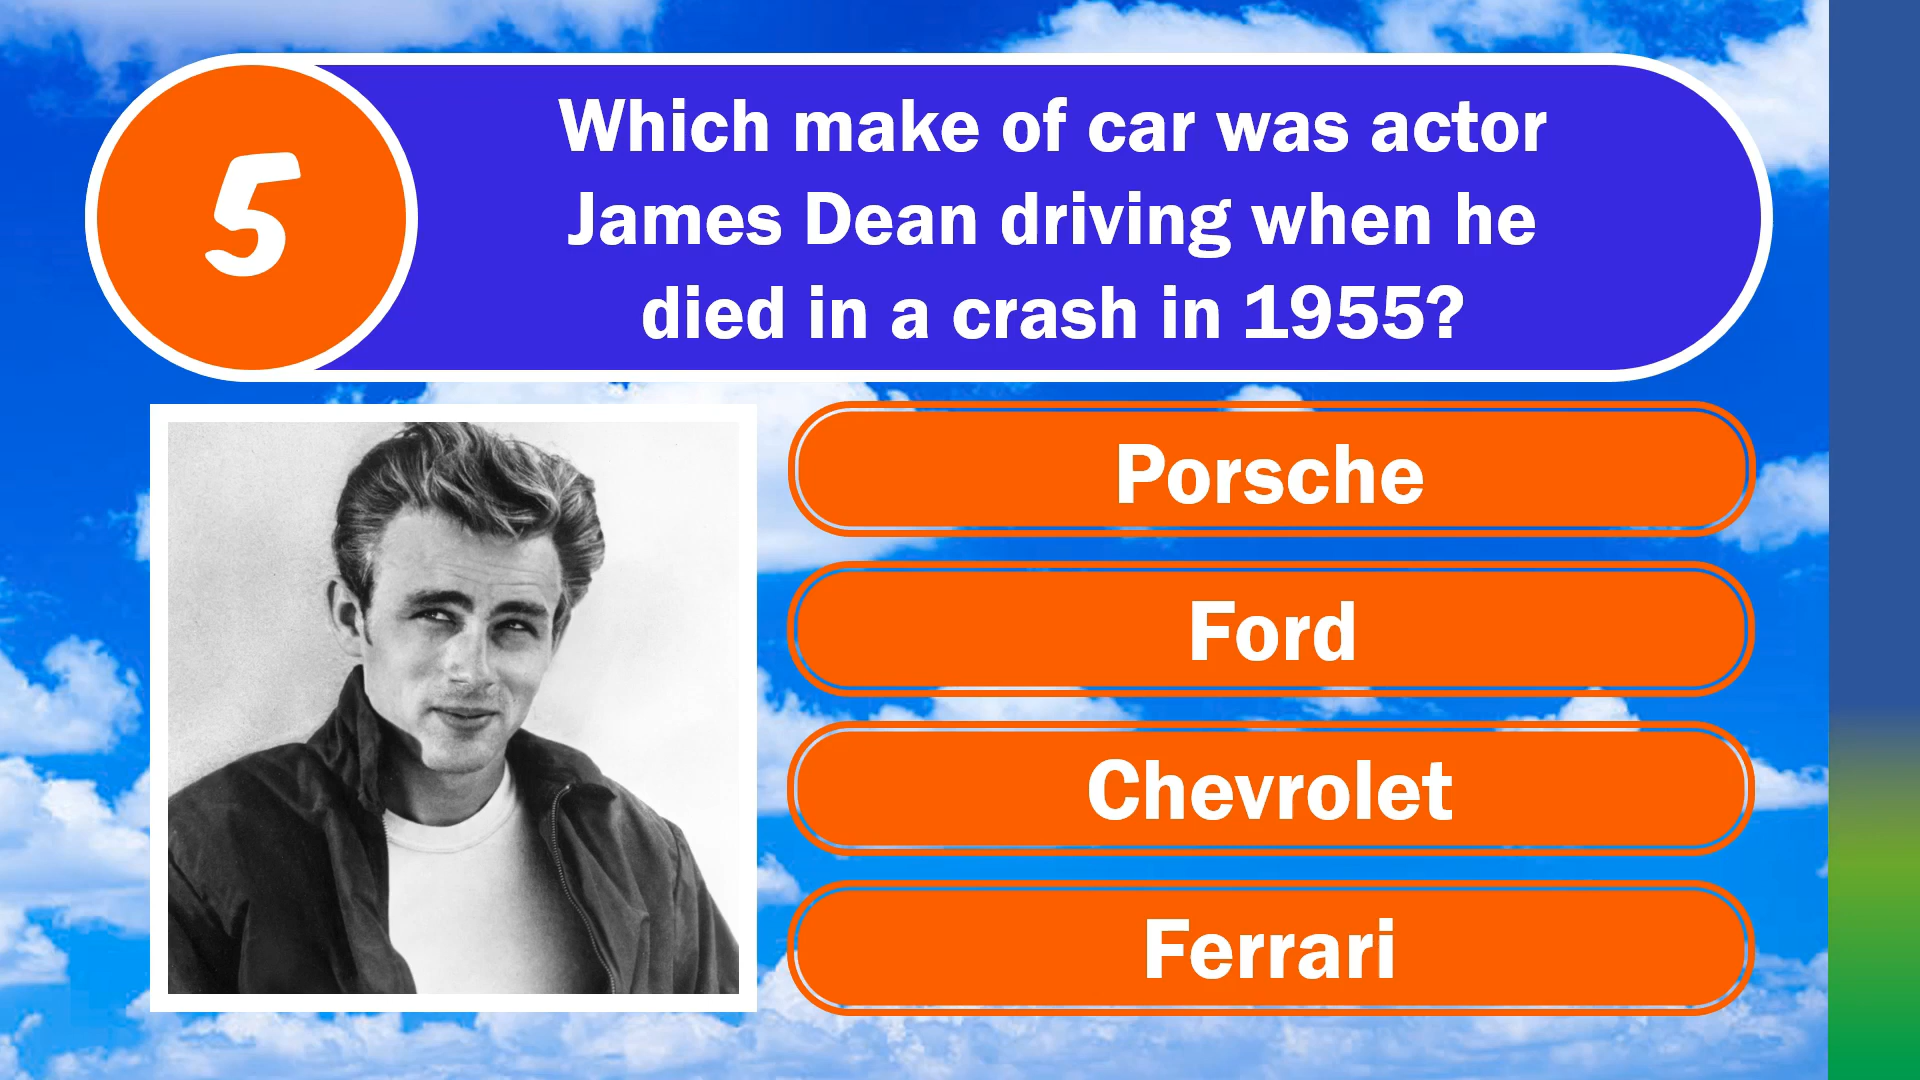 5
Which make of car was actor
James Dean driving when he
died in a crash in 1955?
Porsche
Ford
Chevrolet
Ferrari